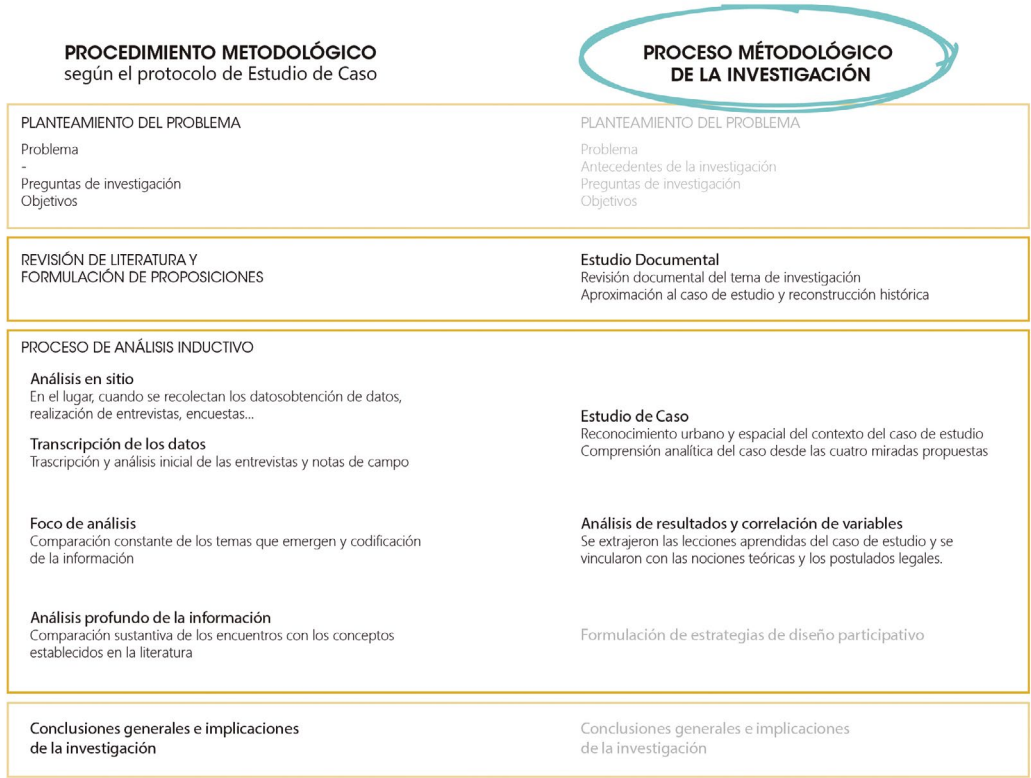 PROCEDIMIENTO METODOLÓGICO
según el protocolo de Estudio de Caso
PROCESO MÉTODOLÓGICO
DE LA INVESTIGACIÓN
PLANTEAMIENTO DEL PROBLEMA
Problema
-
Preguntas de investigación
Objetivos
PLANTEAMIENTO DEL PROBLEMA
Problema
Antecedentes de la investigación
Preguntas de investigación
Objetivos
REVISIÓN DE LITERATURA Y
FORMULACIÓN DE PROPOSICIONES
Estudio Documental
Revisión documental del tema de investigación
Aproximación al caso de estudio y reconstrucción histórica
PROCESO DE ANÁLISIS INDUCTIVO
Análisis en sitio
En el lugar, cuando se recolectan los datosobtención de datos,
realización de entrevistas, encuestas...
Transcripción de los datos
Trascripción y análisis inicial de las entrevistas y notas de campo
Estudio de Caso
Reconocimiento urbano y espacial del contexto del caso de estudio
Comprensión analítica del caso desde las cuatro miradas propuestas
Foco de análisis
Comparación constante de los temas que emergen y codificación
de la información
Análisis de resultados y correlación de variables
Se extrajeron las lecciones aprendidas del caso de estudio y se
vincularon con las nociones teóricas y los postulados legales.
Análisis profundo de la información
Comparación sustantiva de los encuentros con los conceptos
establecidos en la literatura
Formulación de estrategias de diseño participativo
Conclusiones generales e implicaciones
de la investigación
Conclusiones generales e implicaciones
de la investigación